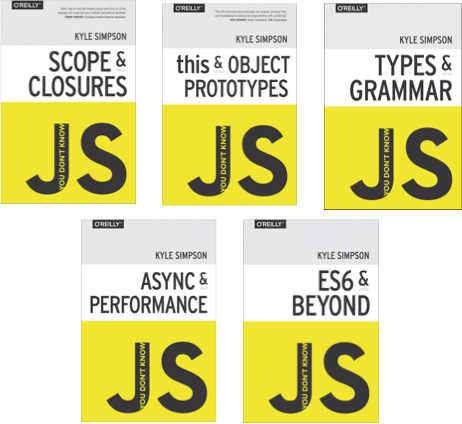 O'REILLY
KYLE SIMPSON
SCOPE &
CLOSURES
YOU DON'T KNOW
JS
O'REILLY
KYLE SIMPSON
this & OBJECT
PROTOTYPES
YOU DON'T KNOW
JS
O'REILLY
KYLE SIMPSON
TYPES &
GRAMMAR
YOU DON'T KNOW
JS
O'REILLY
KYLE SIMPSON
ASYNC &
PERFORMANCE
YOU DON'T KNOW
JS
O'REILLY
KYLE SIMPSON
ES6 &
BEYOND
YOU DON'T KNOW
JS